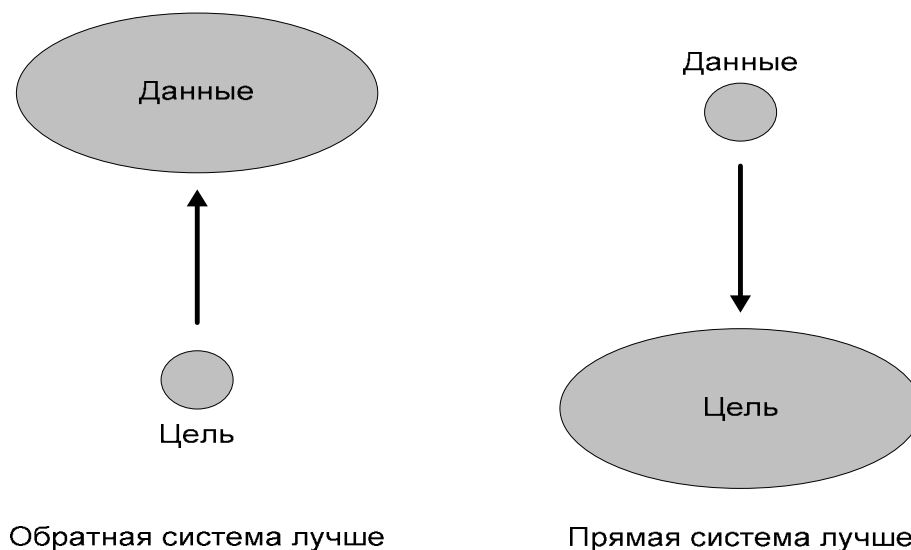 Данные
Цель
Обратная система лучше
Данные
Цель
Прямая система лучше